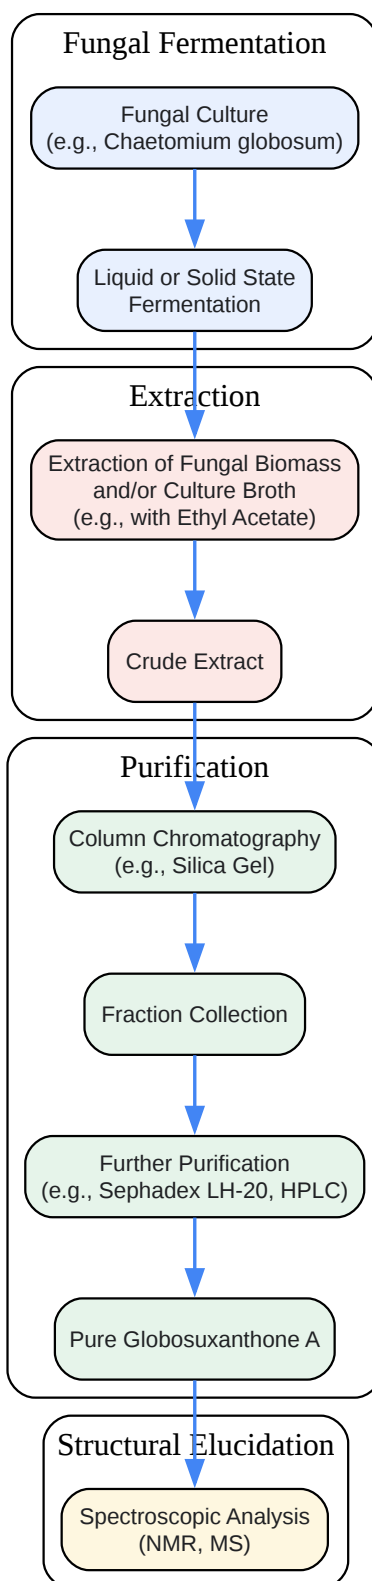 Fungal Fermentation
Fungal Culture
(e.g., Chaetomium globosum)
Liquid or Solid State
Fermentation
Extraction
Extraction of Fungal Biomass
and/or Culture Broth
(e.g., with Ethyl Acetate)
Crude Extract
Purification
Column Chromatography
(e.g., Silica Gel)
Fraction Collection
Further Purification
(e.g., Sephadex LH-20, HPLC)
Pure Globosuxanthone A
Structural Elucidation
Spectroscopic Analysis
(NMR, MS)